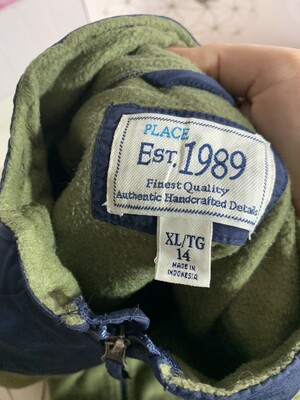 PLACE
EST. 1989
Finest Quality
Authentic Handcrafted Details
XL/TG
14
MADE IN
INDONESIA